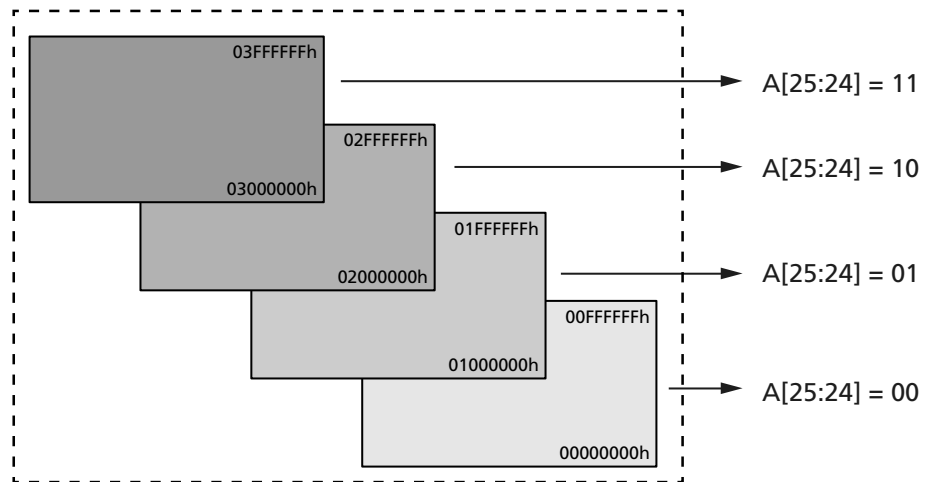 03FFFFFFh
A[25:24] = 11
02FFFFFFh
A[25:24] = 10
03000000h
01FFFFFFh
A[25:24] = 01
02000000h
00FFFFFFh
01000000h
A[25:24] = 00
00000000h